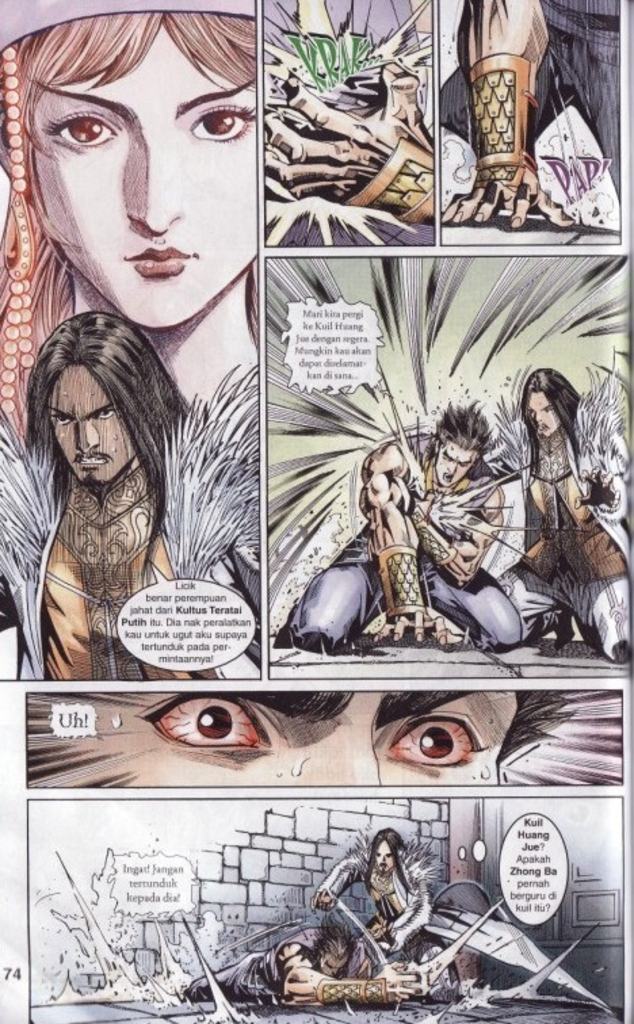 KRAK...
PAP!
Mari kira pergi
ke Kuil Huang
Jue dengan segera.
Mungkin kau akan
dapat diselamat-
kan di sana...
Licik
benar perempuan
jahat dari Kultus Teratai
Putih itu. Dia nak peralatkan
kau untuk ugut aku supaya
tertunduk pada per-
mintaannya!
Uh!
Ingat! Jangan
tertunduk
kepada dia!
Kuil
Huang
Jue?
Apakah
Zhong Ba
pernah
berguru di
kuil itu?
74